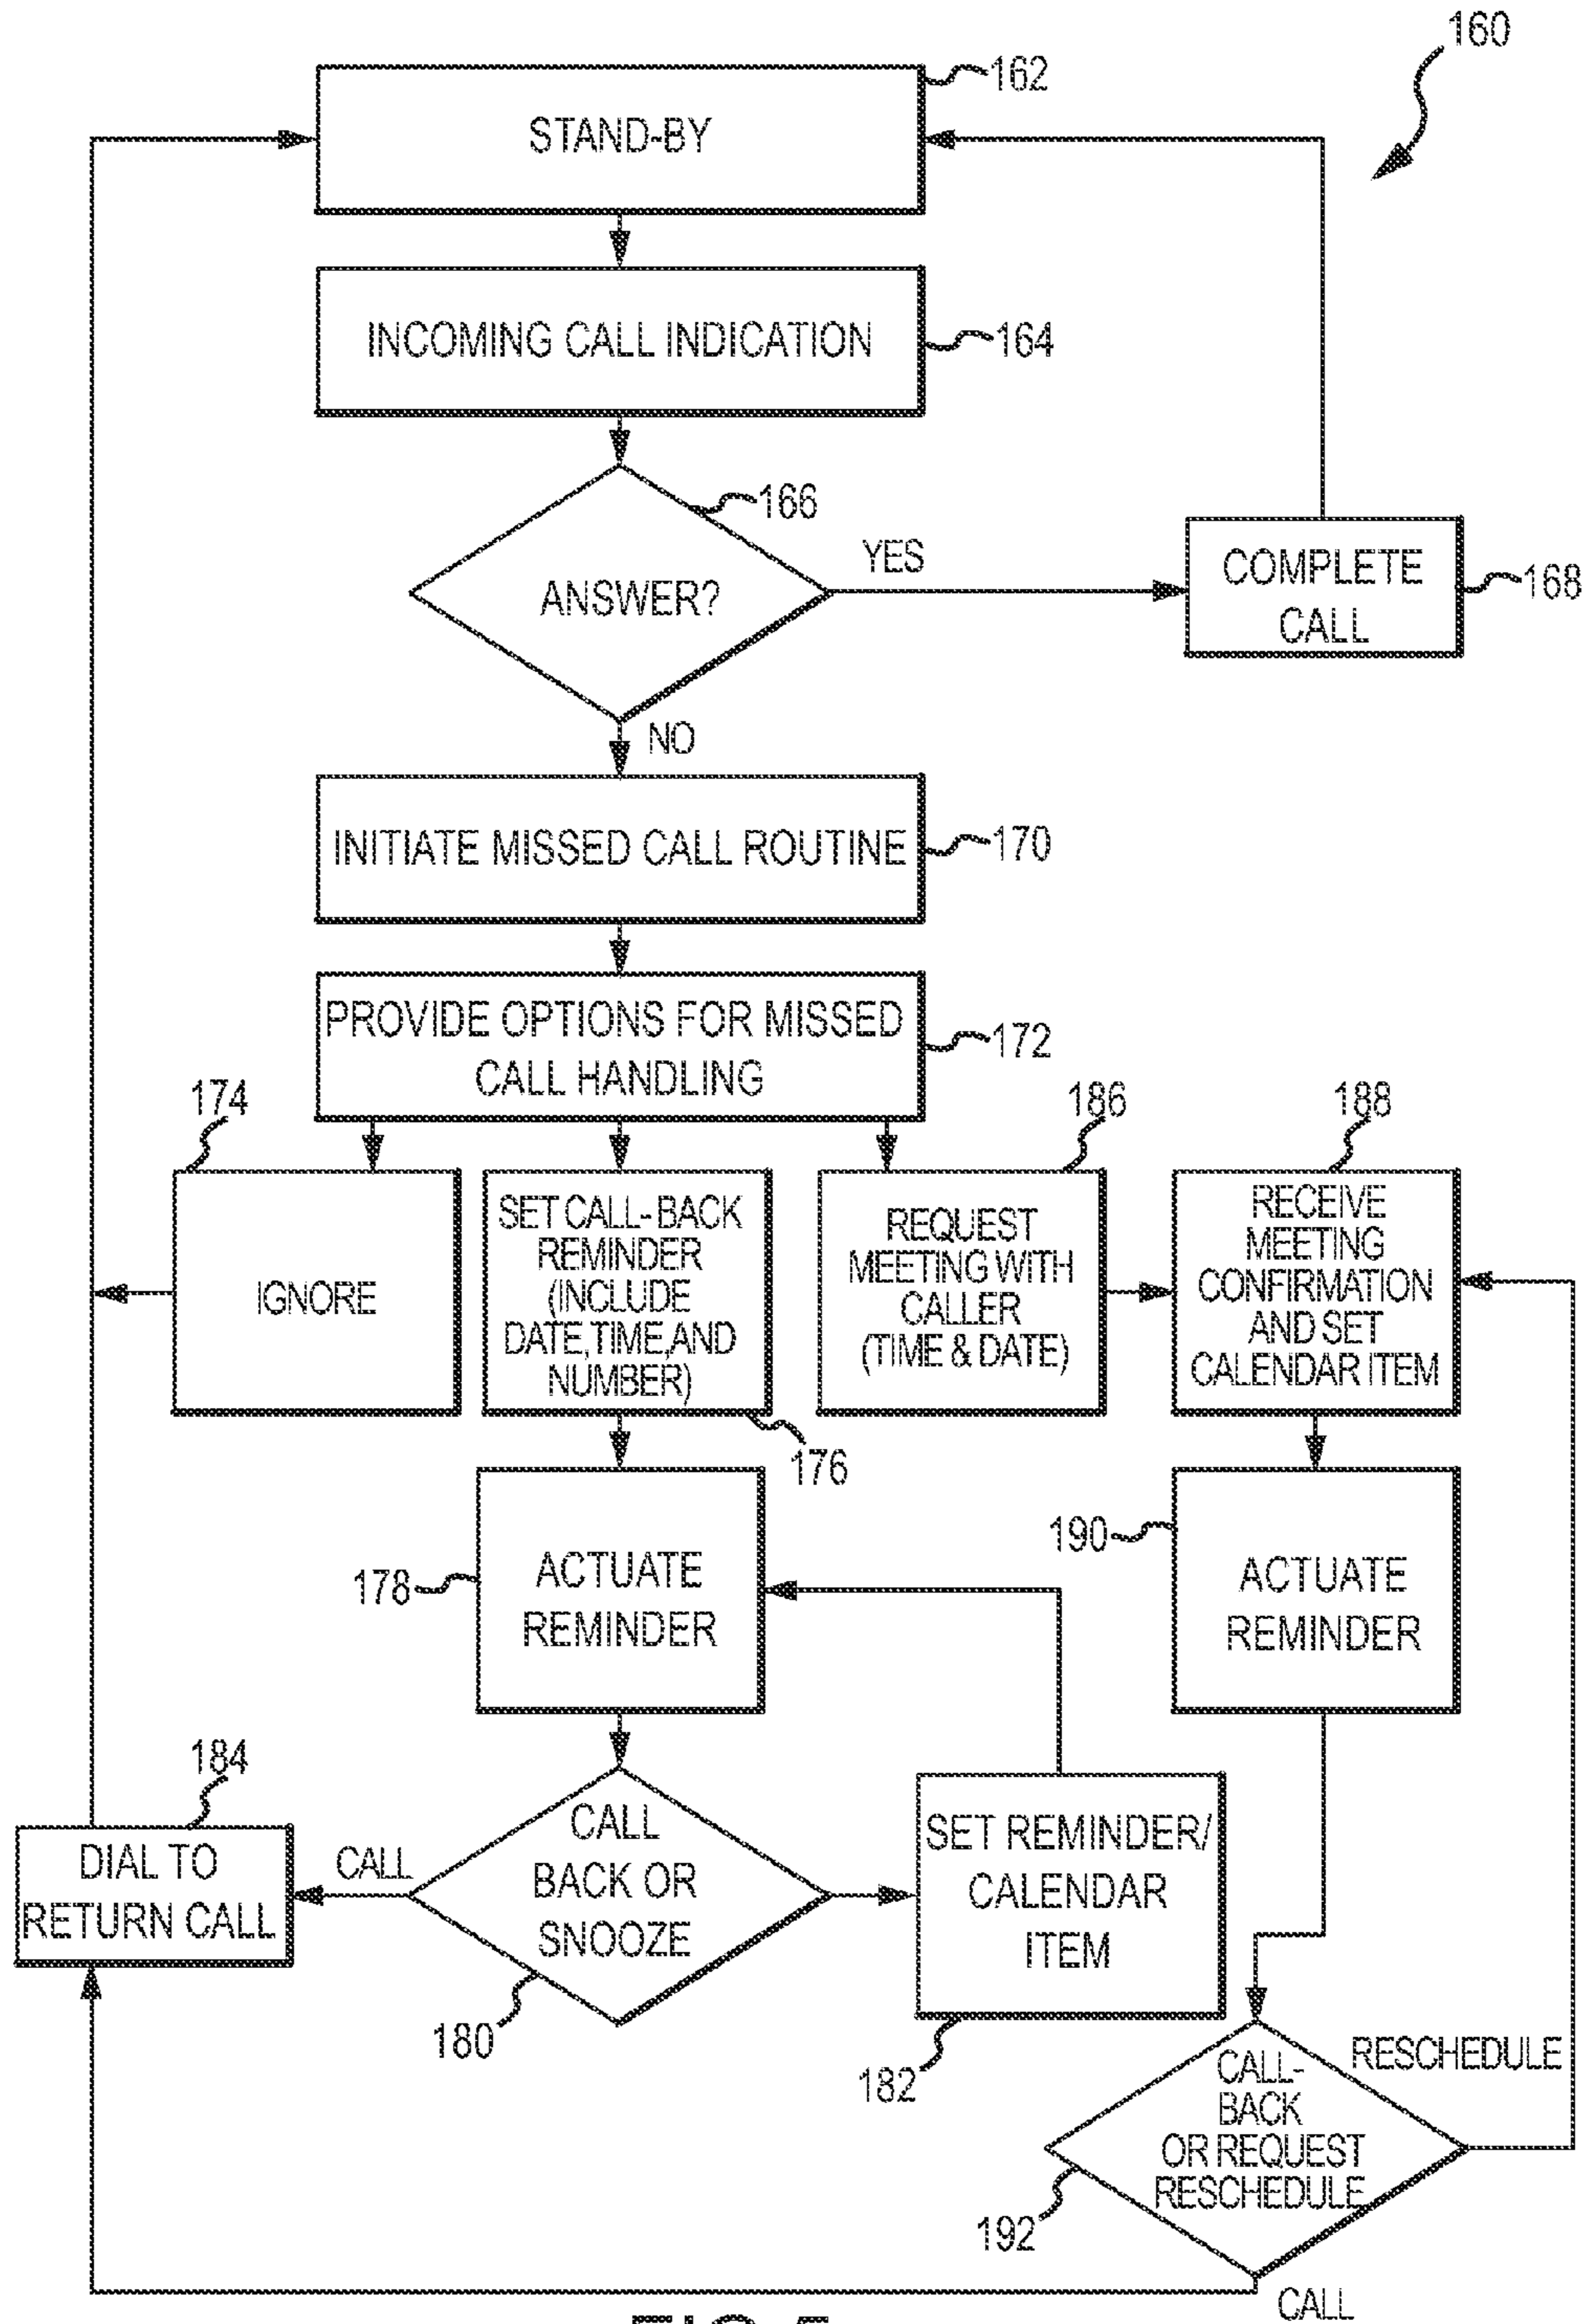 160
162
STAND-BY
INCOMING CALL INDICATION
164
166
ANSWER?
YES
COMPLETE
CALL
168
NO
INITIATE MISSED CALL ROUTINE
170
PROVIDE OPTIONS FOR MISSED
CALL HANDLING
172
174
IGNORE
SET CALL-BACK
REMINDER
(INCLUDE
DATE,TIME,AND
NUMBER)
176
186
REQUEST
MEETING WITH
CALLER
(TIME & DATE)
188
RECEIVE
MEETING
CONFIRMATION
AND SET
CALENDAR ITEM
178
ACTUATE
REMINDER
190
ACTUATE
REMINDER
184
DIAL TO
RETURN CALL
CALL
CALL
BACK OR
SNOOZE
180
SET REMINDER/
CALENDAR
ITEM
182
RESCHEDULE
CALL-
BACK
OR REQUEST
RESCHEDULE
192
CALL